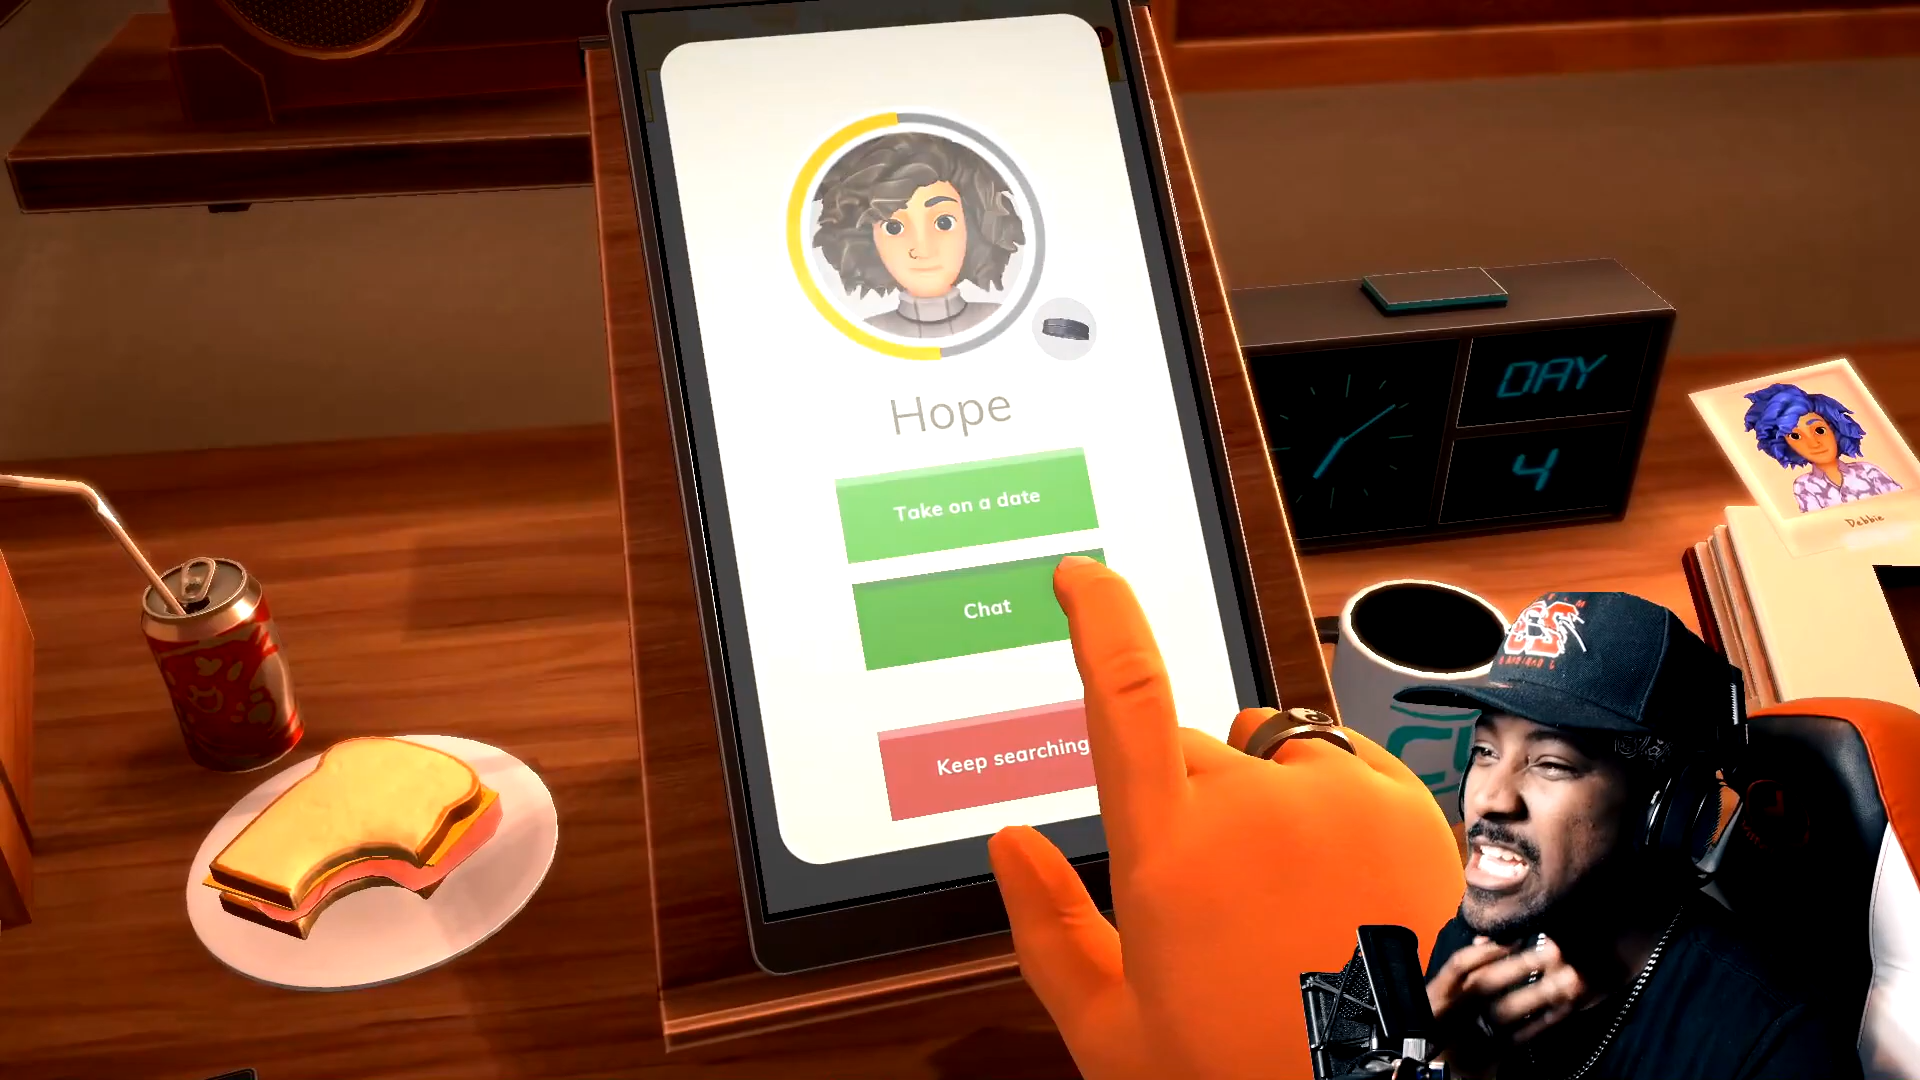 Hope
Take on a date
Chat
Keep searching
DAY
4
Debbie